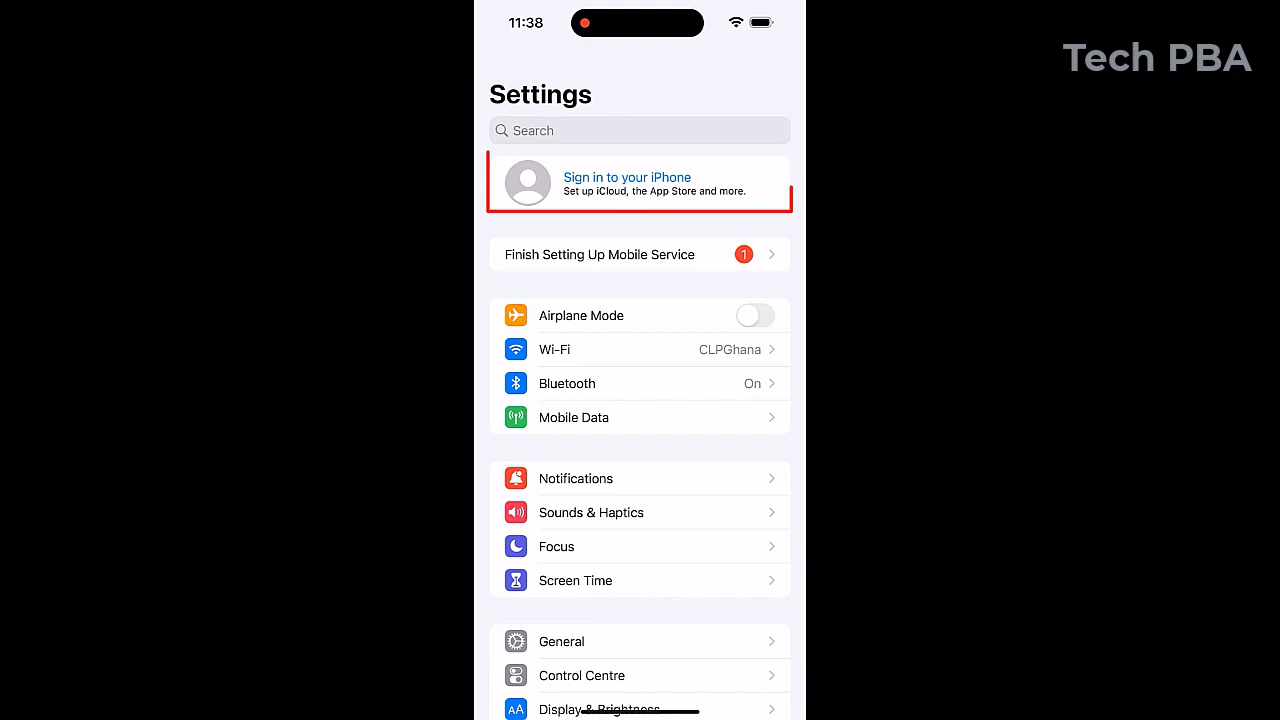 11:38
Tech PBA
Settings
Search
Sign in to your iPhone
Set up iCloud, the App Store and more.
Finish Setting Up Mobile Service 1
Airplane Mode
Wi-Fi CLPGhana
Bluetooth On
Mobile Data
Notifications
Sounds & Haptics
Focus
Screen Time
General
Control Centre
AA Display & Brightness